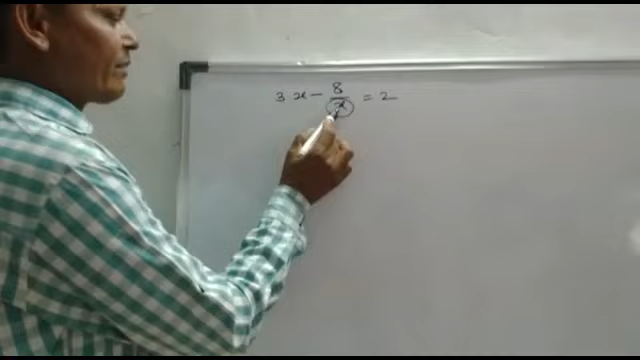 3x - 8/x = 2